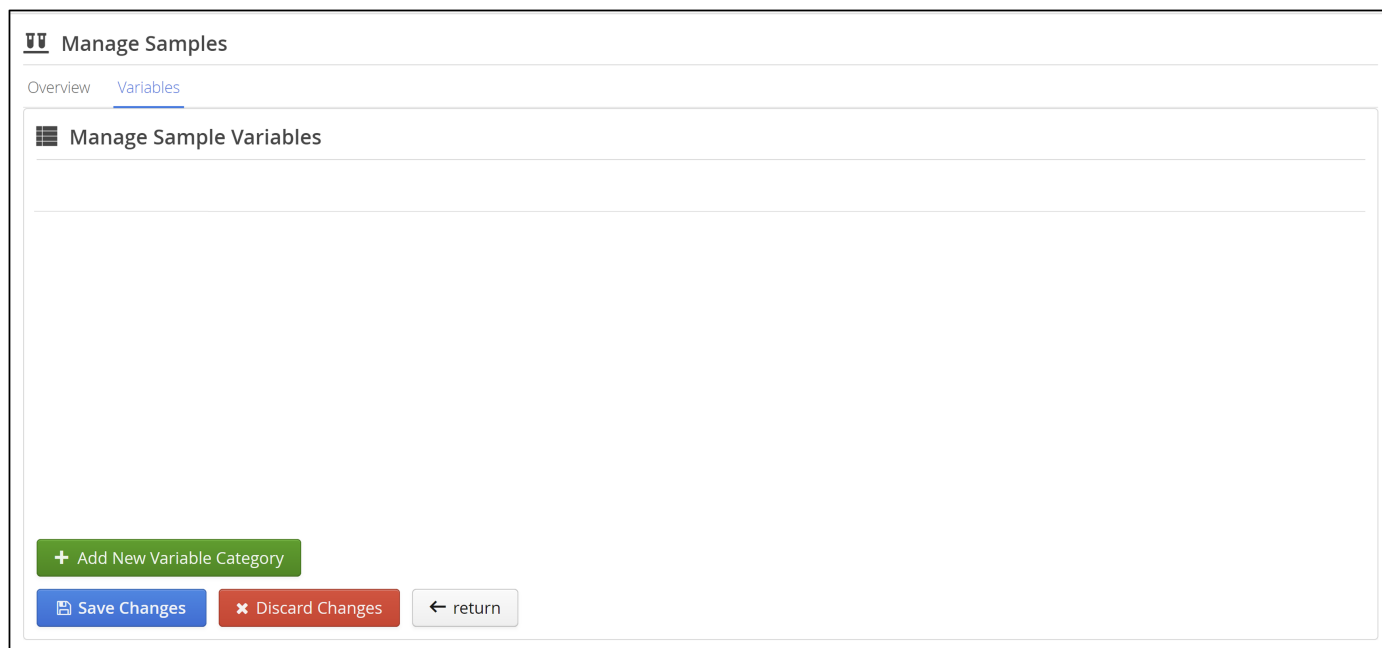 Manage Samples
Overview Variables
Manage Sample Variables
Add New Variable Category
Save Changes Discard Changes return